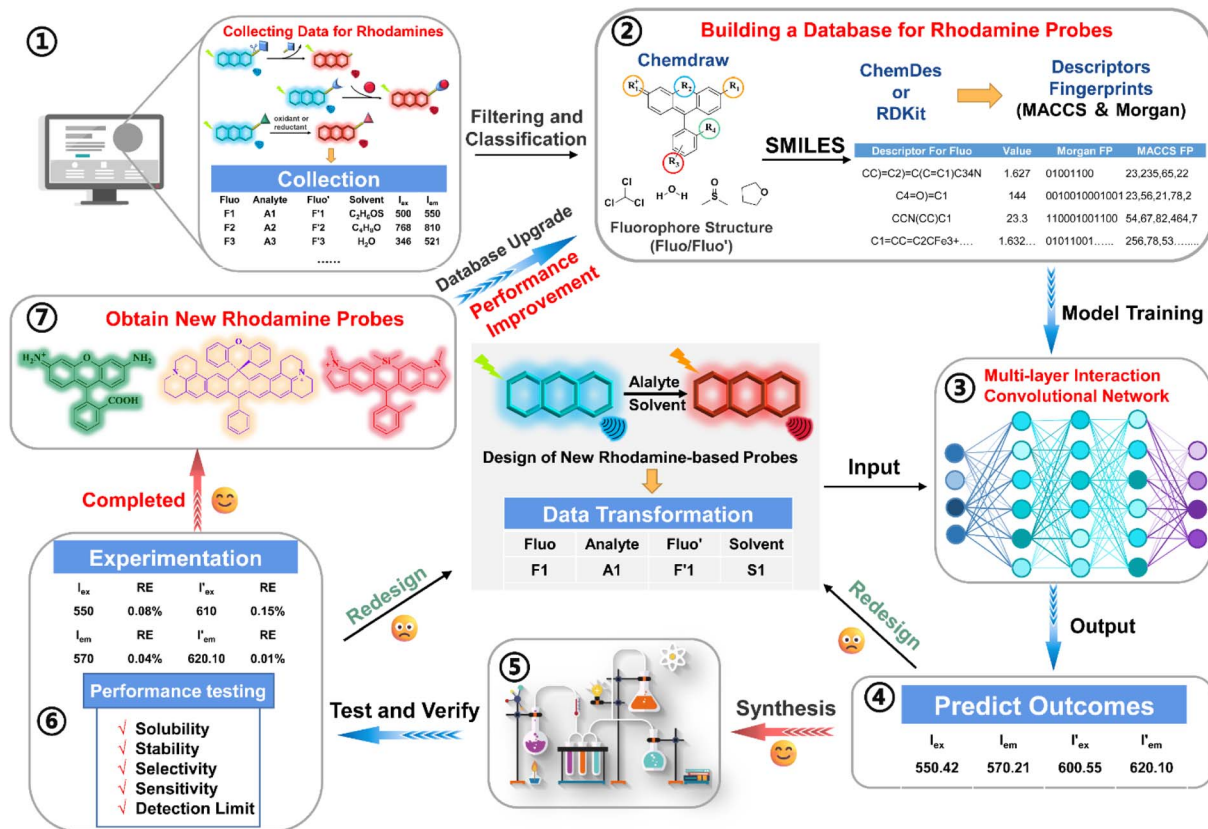 ①
Collecting Data for Rhodamines
oxidant or
reductant
Collection
Fluo Analyte Fluo' Solvent Iex Iem
F1 A1 F'1 C2H6OS 500 550
F2 A2 F'2 C4H8O 768 810
F3 A3 F'3 H2O 346 521
......
Filtering and
Classification
②
Building a Database for Rhodamine Probes
Chemdraw
R1+ R2 R1
R4
R3
Cl
Cl Cl
H O H
O
S
O
Fluorophore Structure
(Fluo/Fluo')
SMILES
ChemDes
or
RDKit
Descriptors
Fingerprints
(MACCS & Morgan)
Descriptor For Fluo Value Morgan FP MACCS FP
CC)=C2)=C(C=C1)C34N 1.627 01001100 23,235,65,22
C4=O)=C1 144 0010010001001 23,56,21,78,2
CCN(CC)C1 23.3 110001001100 54,67,82,464,7
C1=CC=C2CFe3+.... 1.632... 01011001...... 256,78,53........
Database Upgrade
Performance
Improvement
Model Training
⑦
Obtain New Rhodamine Probes
H2N+ O NH2
COOH
O
N N+
N Si N
Alalyte
Solvent
Design of New Rhodamine-based Probes
Data Transformation
Fluo Analyte Fluo' Solvent
F1 A1 F'1 S1
Input
③
Multi-layer Interaction
Convolutional Network
Completed
Experimentation
Iex RE I'ex RE
550 0.08% 610 0.15%
Iem RE I'em RE
570 0.04% 620.10 0.01%
⑥
Performance testing
√ Solubility
√ Stability
√ Selectivity
√ Sensitivity
√ Detection Limit
Redesign
Test and Verify
⑤
Synthesis
Redesign
Output
④
Predict Outcomes
Iex Iem I'ex I'em
550.42 570.21 600.55 620.10